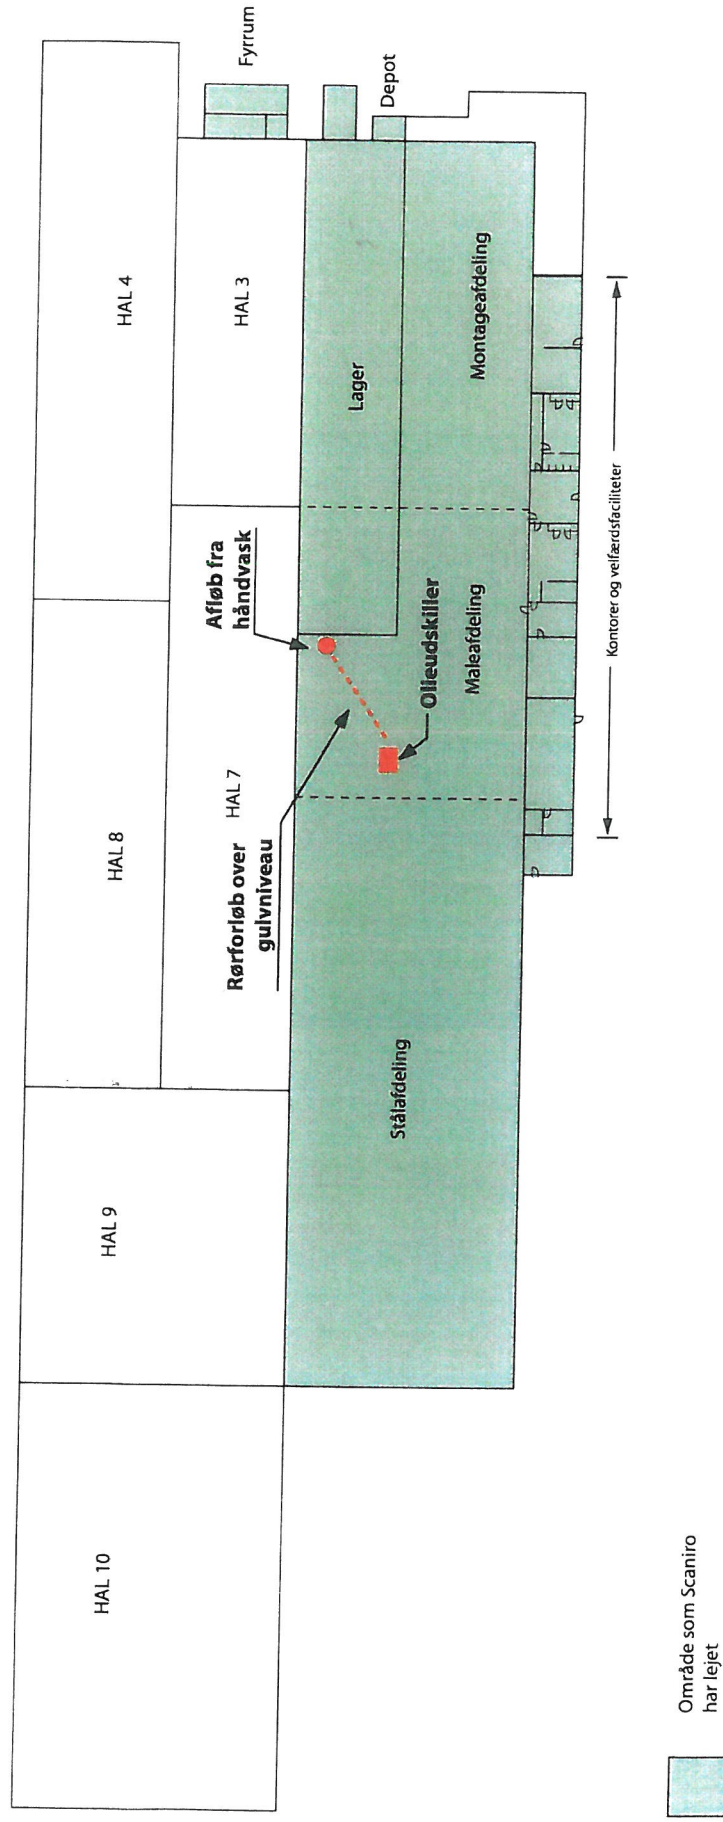 HAL 10
HAL 9
HAL 8
HAL 4
HAL 7
HAL 3
Fyrrum
Rørforløb over
gulvniveau
Afløb fra
håndvask
Lager
Depot
Stålafdeling
Olieudskiller
Maleafdeling
Montageafdeling
Kontorer og velfærdsfaciliteter
Område som Scaniro
har lejet